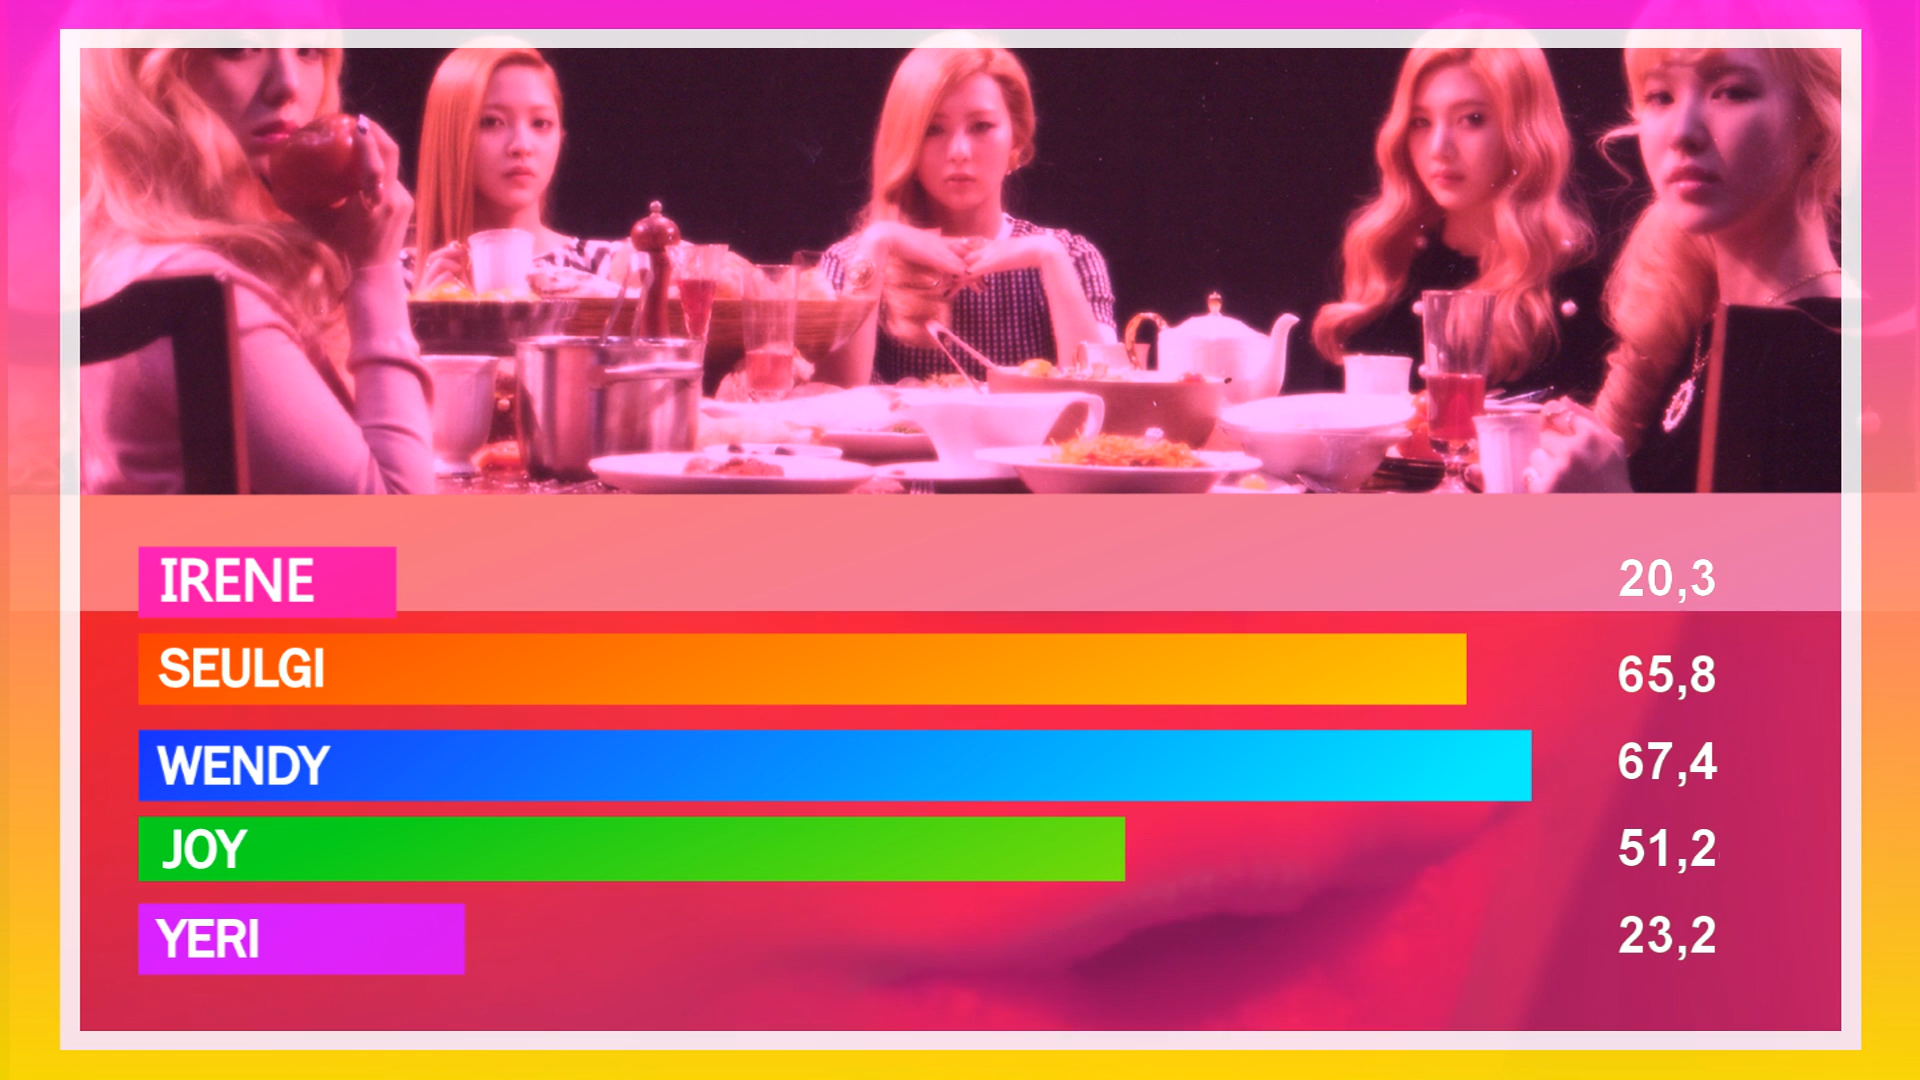 IRENE 20,3
SEULGI 65,8
WENDY 67,4
JOY 51,2
YERI 23,2